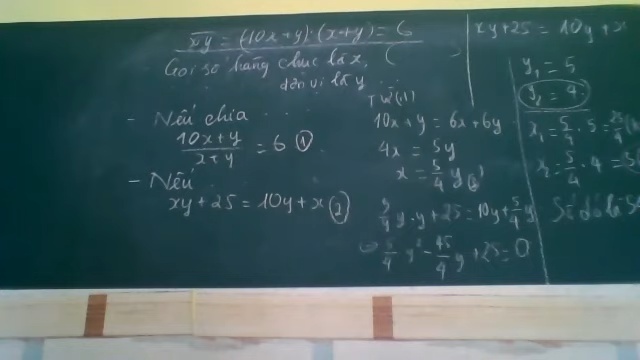 xy = (10x+y):(x+y) = 6
Gọi số hàng chục là x, (
đơn vị là y
- Nếu chia
10x+y
x+y
= 6 (1)
- Nếu
xy + 25 = 10y + x (2)
Từ (1)
10x + y = 6x + 6y
4x = 5y
x = 5/4 y
5/4 y . y + 25 = 10y + 5/4 y
5/4 y² - 45/4 y + 25 = 0
xy + 25 = 10y + x
y₁ = 5
y₂ = 4
x₁ = 5/4 . 5 = 25/4
x₂ = 5/4 . 4 =
Số đó là